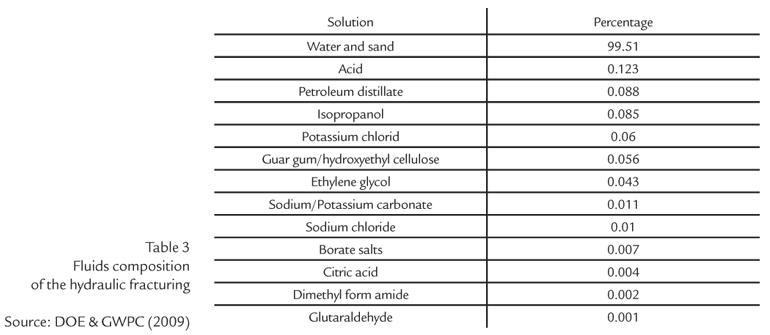 Solution Percentage
Water and sand 99.51
Acid 0.123
Petroleum distillate 0.088
Isopropanol 0.085
Potassium chlorid 0.06
Guar gum/hydroxyethyl cellulose 0.056
Ethylene glycol 0.043
Sodium/Potassium carbonate 0.011
Sodium chloride 0.01
Borate salts 0.007
Citric acid 0.004
Dimethyl form amide 0.002
Glutaraldehyde 0.001
Table 3
Fluids composition
of the hydraulic fracturing
Source: DOE & GWPC (2009)